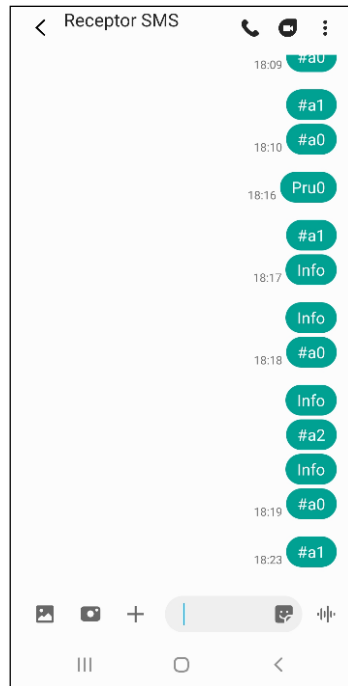 Receptor SMS
18:09 #a0
#a1
18:10 #a0
18:16 Pru0
#a1
18:17 Info
Info
18:18 #a0
Info
#a2
Info
18:19 #a0
18:23 #a1